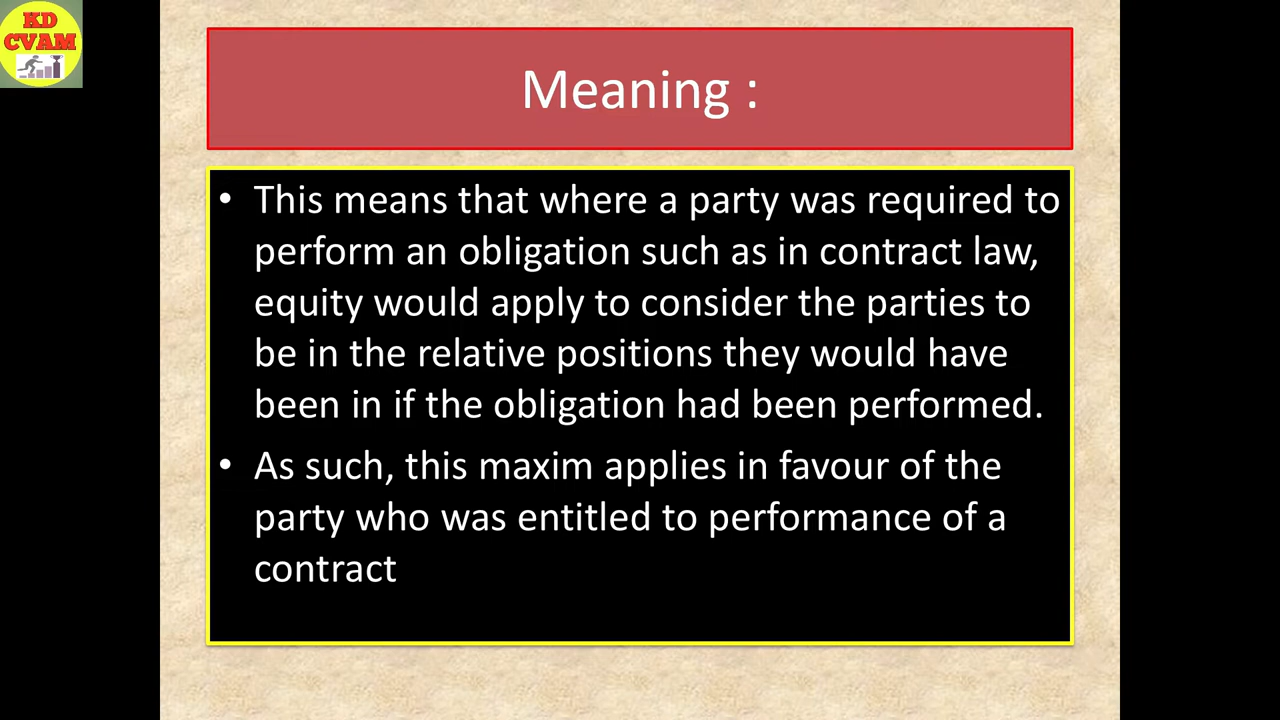 KD
CVAM
Meaning :
• This means that where a party was required to
perform an obligation such as in contract law,
equity would apply to consider the parties to
be in the relative positions they would have
been in if the obligation had been performed.
• As such, this maxim applies in favour of the
party who was entitled to performance of a
contract